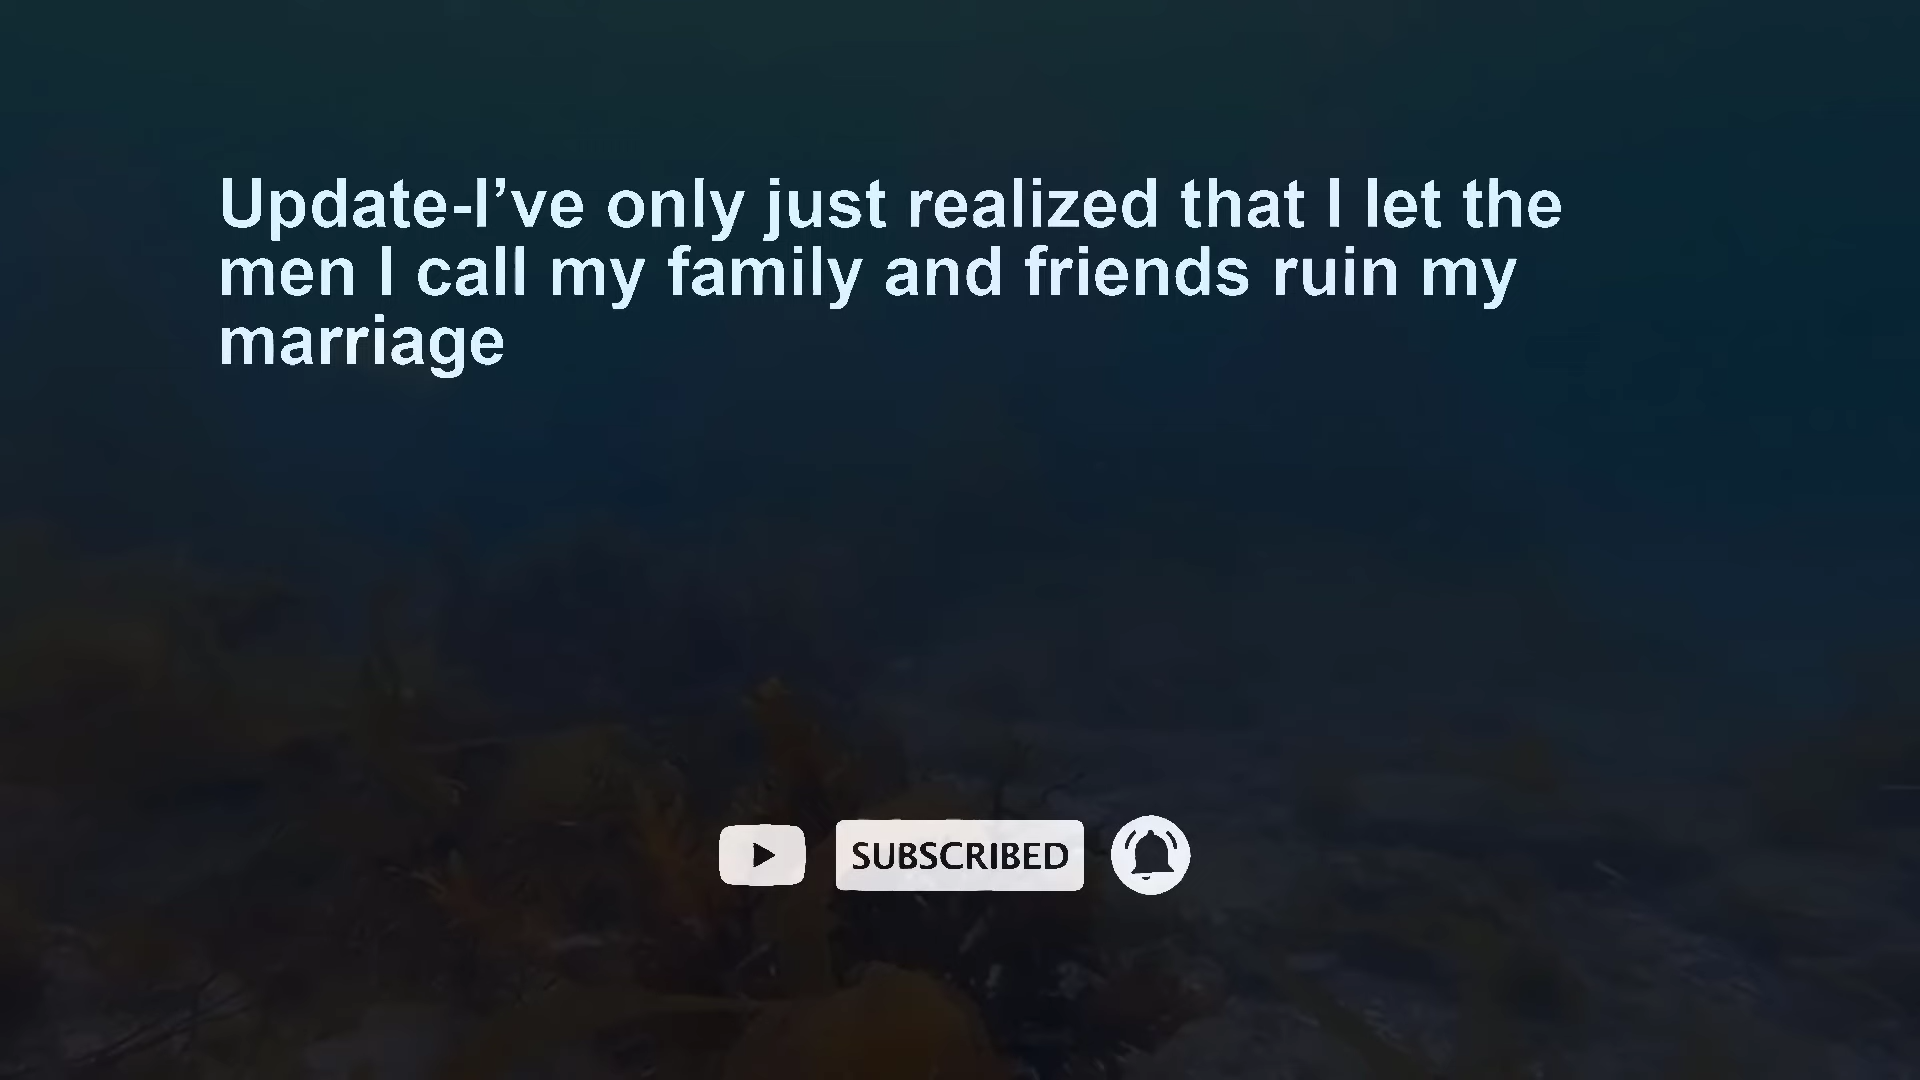 Update-I’ve only just realized that I let the
men I call my family and friends ruin my
marriage
SUBSCRIBED